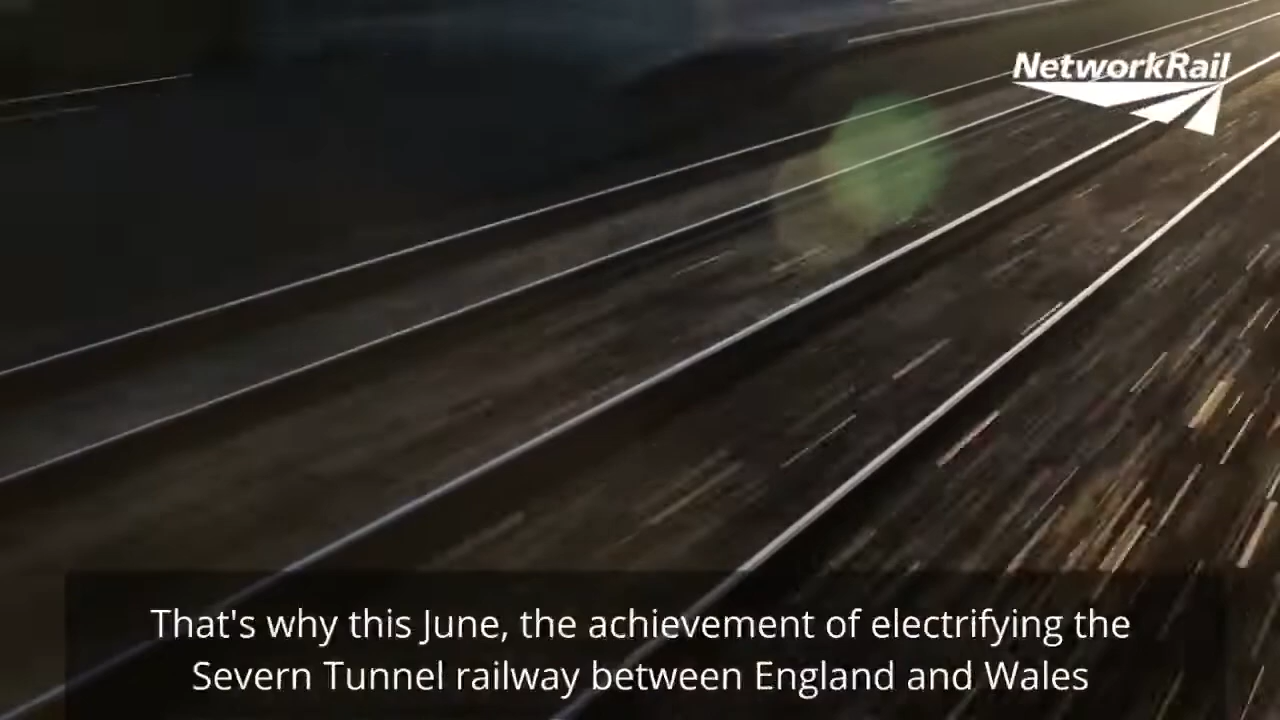 NetworkRail
That's why this June, the achievement of electrifying the
Severn Tunnel railway between England and Wales